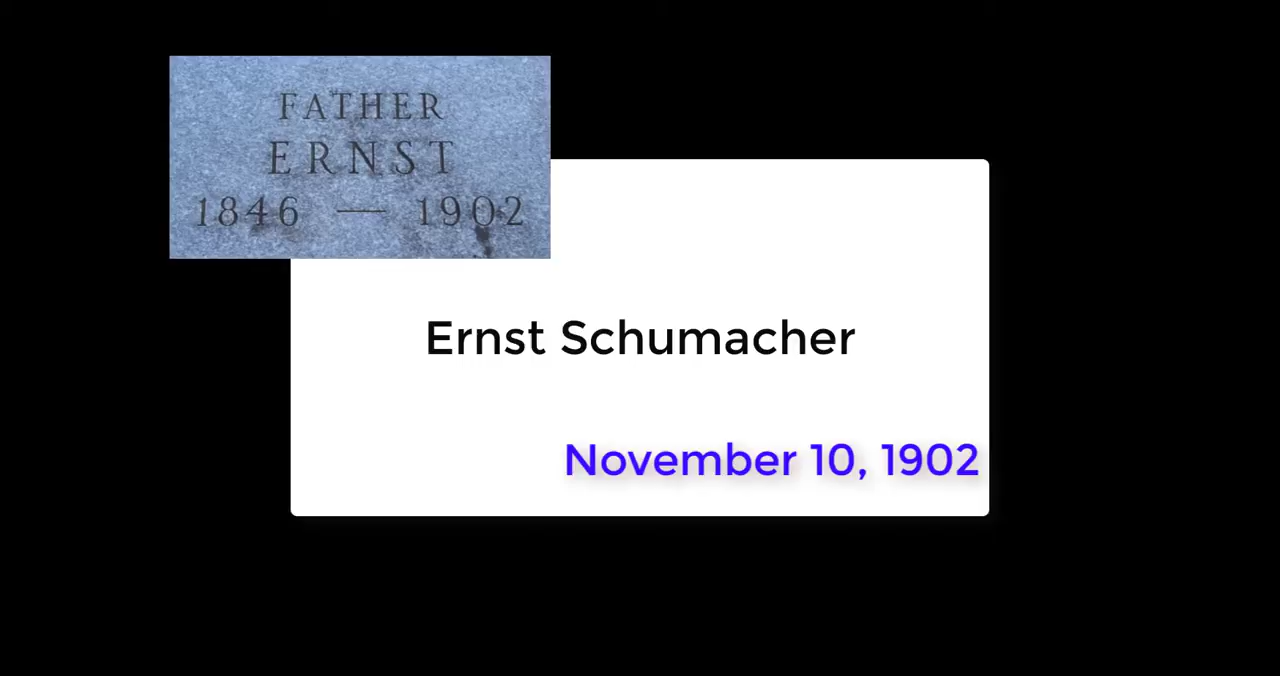 FATHER
ERNST
1846 — 1902
Ernst Schumacher
November 10, 1902